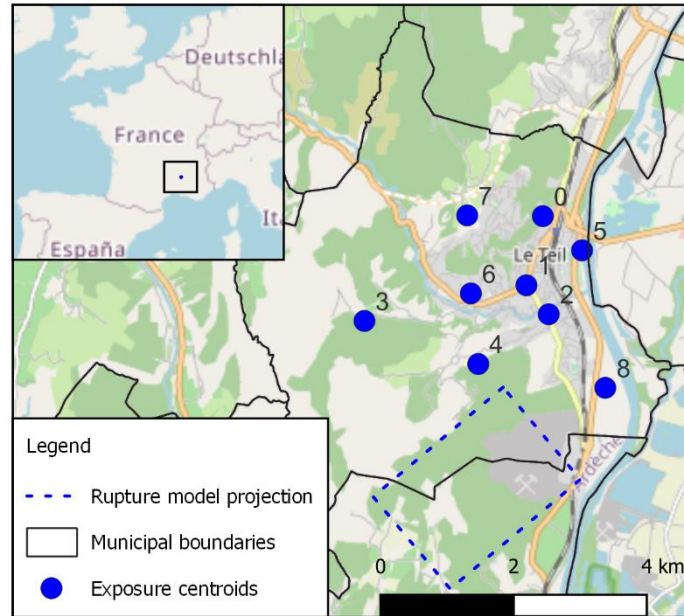 Deutschla
France
Ita
España
7
0
5
Le Teil
1
6
2
3
4
8
Ardèche
Legend
Rupture model projection
Municipal boundaries
Exposure centroids
0 2 4 km